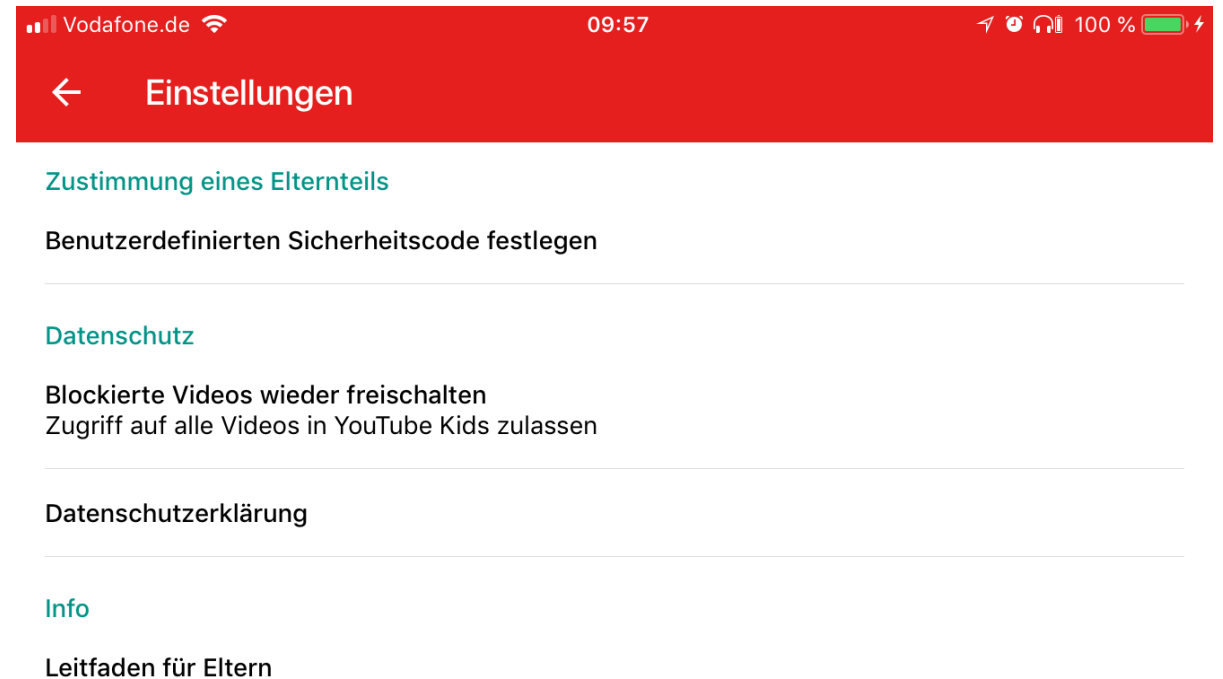 Vodafone.de 09:57 100 %
Einstellungen
Zustimmung eines Elternteils
Benutzerdefinierten Sicherheitscode festlegen
Datenschutz
Blockierte Videos wieder freischalten
Zugriff auf alle Videos in YouTube Kids zulassen
Datenschutzerklärung
Info
Leitfaden für Eltern